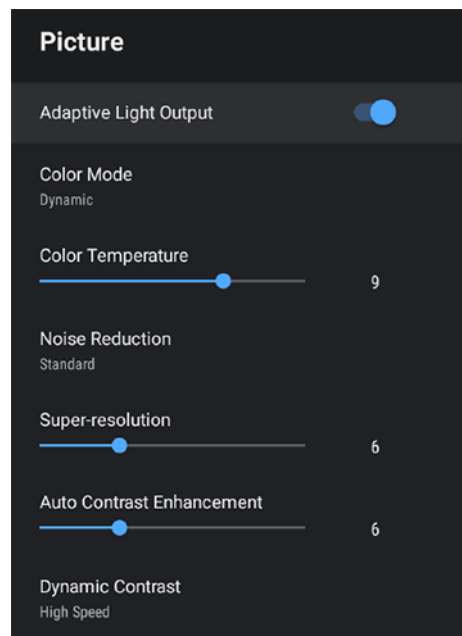 Picture
Adaptive Light Output
Color Mode
Dynamic
Color Temperature
9
Noise Reduction
Standard
Super-resolution
6
Auto Contrast Enhancement
6
Dynamic Contrast
High Speed